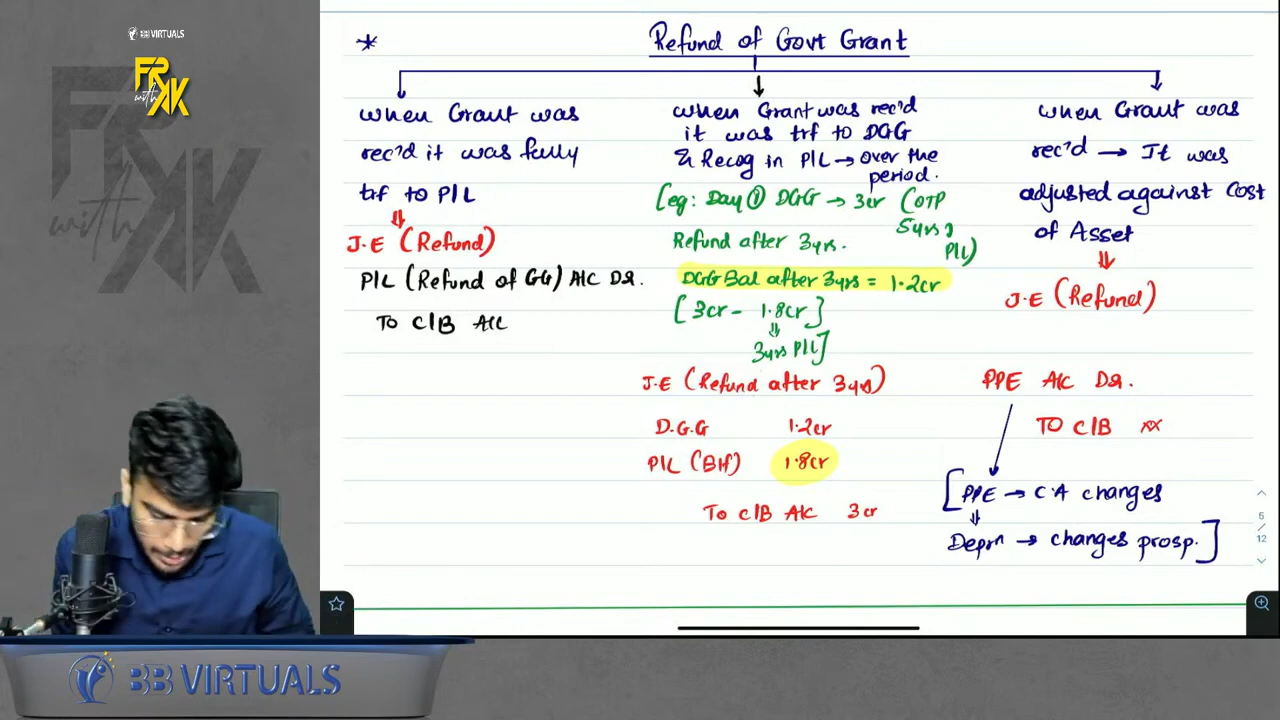 BB VIRTUALS
FR
with
AK
* Refund of Govt Grant
when Grant was
rec'd it was fully
trf to P/L
J.E (Refund)
P/L (Refund of GG) A/C Dr.
To C/B A/C
when Grant was rec'd
it was trf to DGG
& Recog in P/L → over the
period.
[eg: Day ① DGG → 3cr (OTP
5yrs,
P/L)
Refund after 3yrs.
DGG Bal after 3yrs = 1.2cr
[3cr - 1.8cr]
⇓
3yrs P/L]
J.E (Refund after 3yrs)
D.G.G 1.2cr
P/L (B/f) 1.8cr
To C/B A/C 3cr
when Grant was
rec'd → It was
adjusted against Cost
of Asset
J.E (Refund)
PPE A/C Dr.
TO C/B xx
[PPE → C.A changes
⇓
Deprn → changes prosp.]
5
/
12
BB VIRTUALS